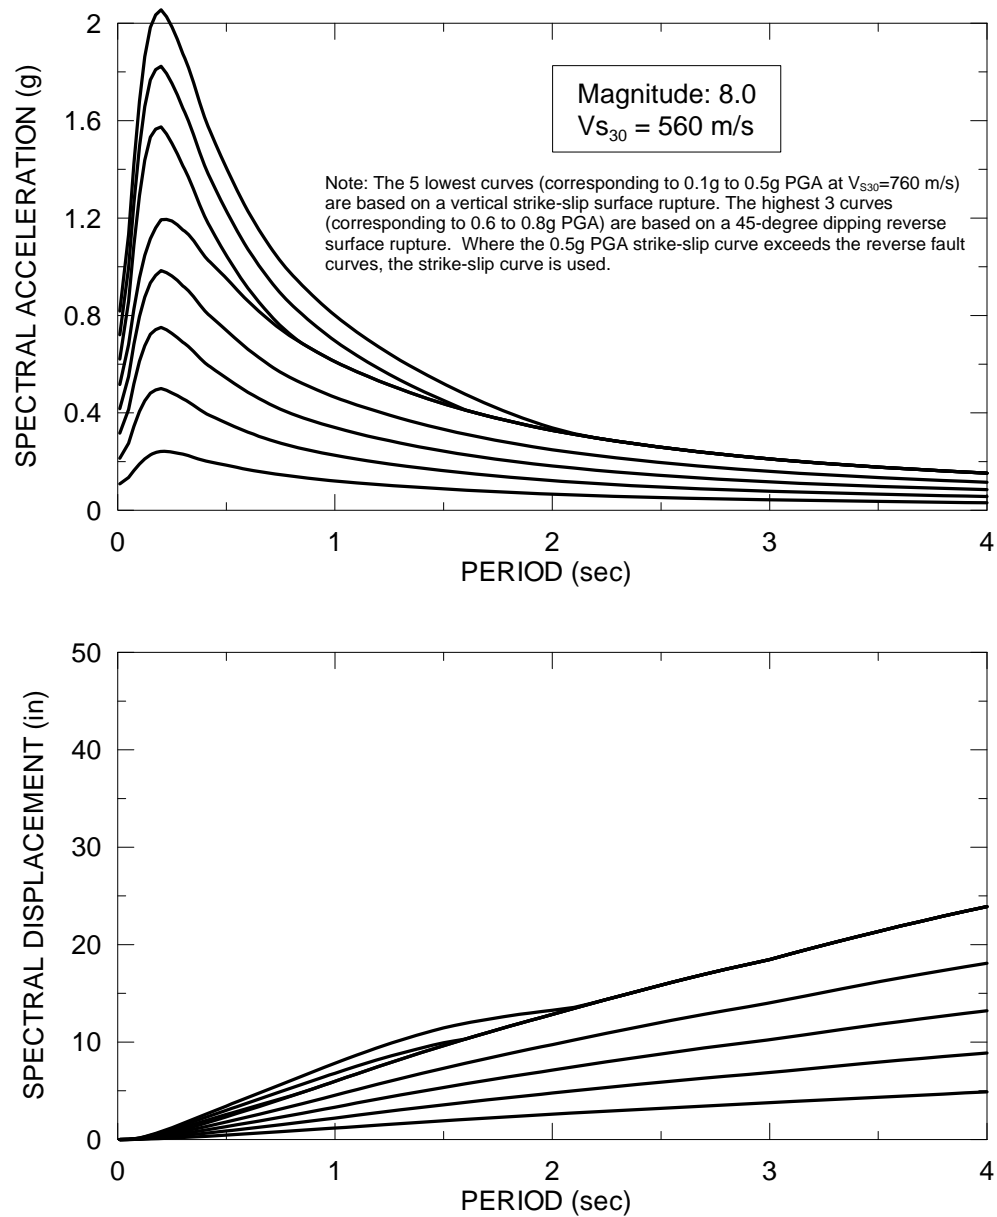 2
1.6
1.2
0.8
0.4
0
SPECTRAL ACCELERATION (g)
Magnitude: 8.0
Vs30 = 560 m/s
Note: The 5 lowest curves (corresponding to 0.1g to 0.5g PGA at VS30=760 m/s)
are based on a vertical strike-slip surface rupture. The highest 3 curves
(corresponding to 0.6 to 0.8g PGA) are based on a 45-degree dipping reverse
surface rupture. Where the 0.5g PGA strike-slip curve exceeds the reverse fault
curves, the strike-slip curve is used.
0 1 2 3 4
PERIOD (sec)
50
40
30
20
10
0
SPECTRAL DISPLACEMENT (in)
0 1 2 3 4
PERIOD (sec)